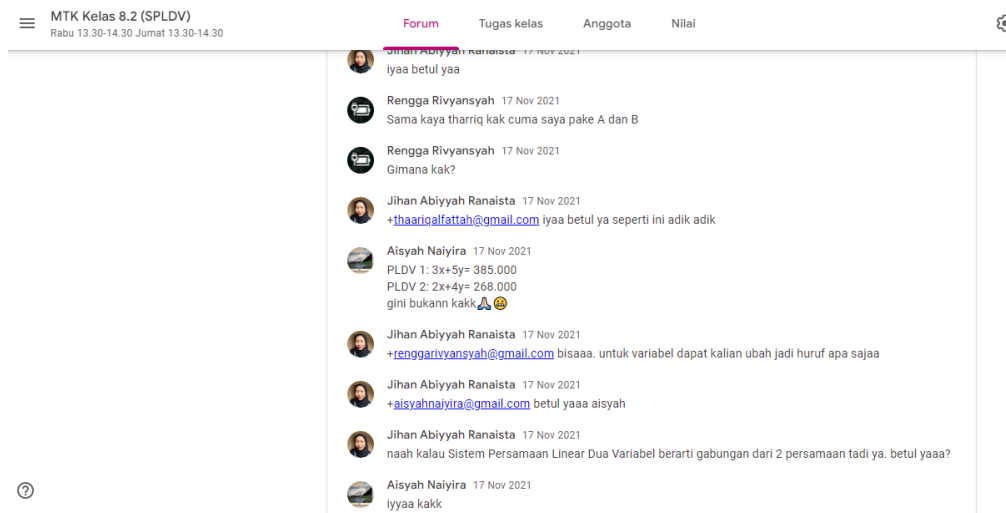 MTK Kelas 8.2 (SPLDV)
Rabu 13.30-14.30 Jumat 13.30-14.30
Forum
Tugas kelas
Anggota
Nilai
Jihan Abiyyah Ranaista 17 Nov 2021
iyaa betul yaa
Rengga Rivyansyah 17 Nov 2021
Sama kaya tharriq kak cuma saya pake A dan B
Rengga Rivyansyah 17 Nov 2021
Gimana kak?
Jihan Abiyyah Ranaista 17 Nov 2021
+thaariqalfattah@gmail.com iyaa betul ya seperti ini adik adik
Aisyah Naiyira 17 Nov 2021
PLDV 1: 3x+5y= 385.000
PLDV 2: 2x+4y= 268.000
gini bukann kakk🙏🏻😬
Jihan Abiyyah Ranaista 17 Nov 2021
+renggarivyansyah@gmail.com bisaaa. untuk variabel dapat kalian ubah jadi huruf apa sajaa
Jihan Abiyyah Ranaista 17 Nov 2021
+aisyahnaiyira@gmail.com betul yaaa aisyah
Jihan Abiyyah Ranaista 17 Nov 2021
naah kalau Sistem Persamaan Linear Dua Variabel berarti gabungan dari 2 persamaan tadi ya. betul yaaa?
Aisyah Naiyira 17 Nov 2021
iyyaa kakk